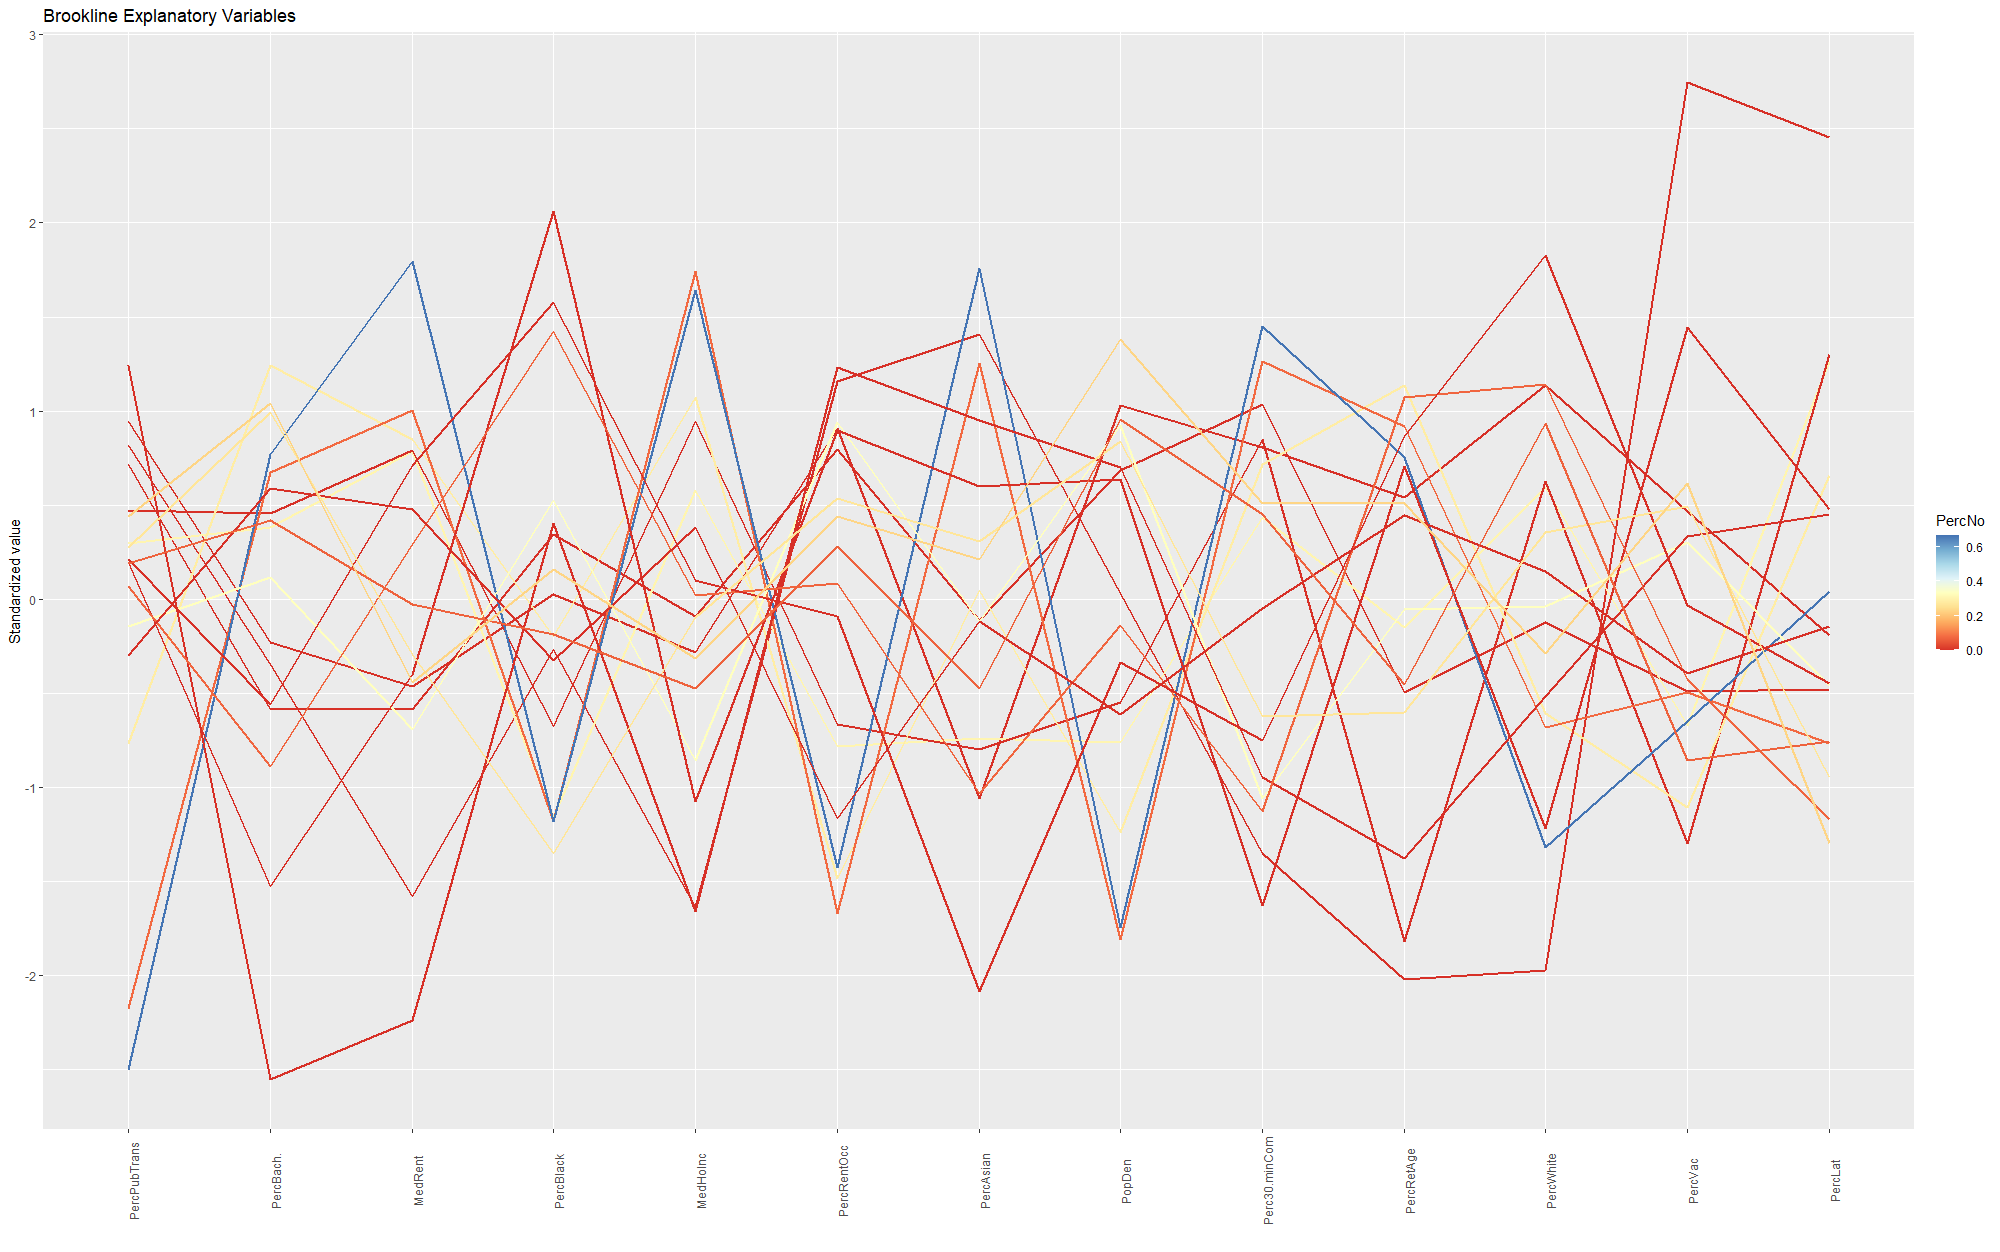 Brookline Explanatory Variables
3
2
1
0
-1
-2
Standardized value
PercPubTrans
PercBach.
MedRent
PercBlack
MedHoInc
PercRentOcc
PercAsian
PopDen
Perc30.minCom
PercRetAge
PercWhite
PercVac
PercLat
PercNo
0.6
0.4
0.2
0.0